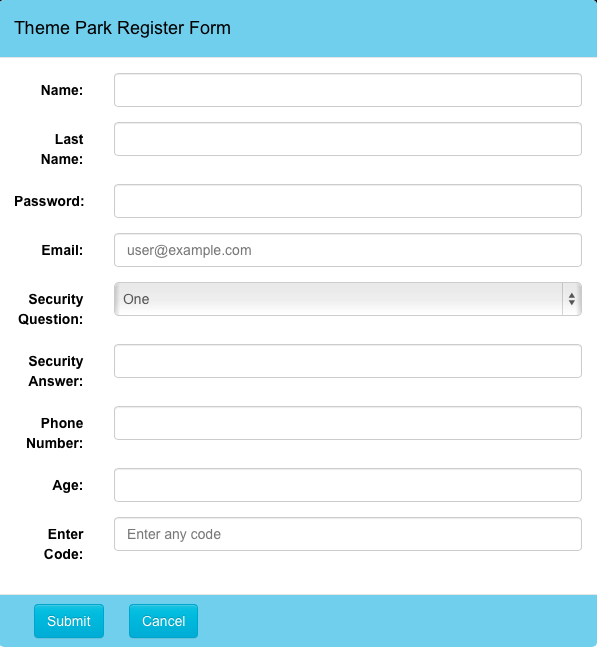 Theme Park Register Form
Name:
Last
Name:
Password:
Email:
user@example.com
Security
Question:
One
Security
Answer:
Phone
Number:
Age:
Enter
Code:
Enter any code
Submit
Cancel